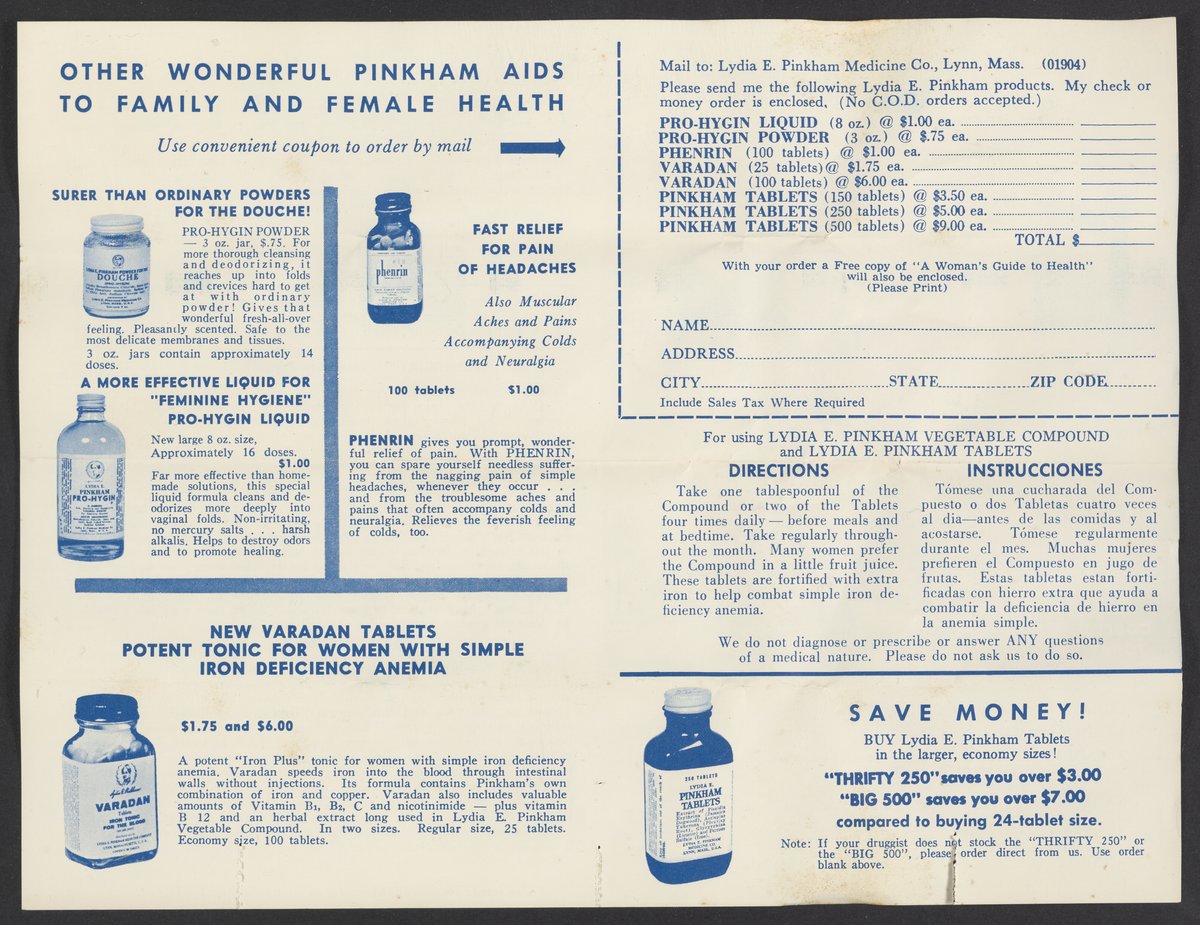 OTHER WONDERFUL PINKHAM AIDS
TO FAMILY AND FEMALE HEALTH
Use convenient coupon to order by mail
SURER THAN ORDINARY POWDERS
FOR THE DOUCHE!
PRO-HYGIN POWDER
— 3 oz. jar, $.75. For
more thorough cleansing
and deodorizing, it
reaches up into folds
and crevices hard to get
at with ordinary
powder! Gives that
wonderful fresh-all-over
feeling. Pleasantly scented. Safe to the
most delicate membranes and tissues.
3 oz. jars contain approximately 14
doses.
DOUCHE
A MORE EFFECTIVE LIQUID FOR
"FEMININE HYGIENE"
PRO-HYGIN LIQUID
New large 8 oz. size,
Approximately 16 doses.
$1.00
Far more effective than home-
made solutions, this special
liquid formula cleans and de-
odorizes more deeply into
vaginal folds. Non-irritating,
no mercury salts . . . harsh
alkalis. Helps to destroy odors
and to promote healing.
LYDIA E.
PINKHAM
PRO-HYGIN
phenrin
FAST RELIEF
FOR PAIN
OF HEADACHES
Also Muscular
Aches and Pains
Accompanying Colds
and Neuralgia
100 tablets $1.00
PHENRIN gives you prompt, wonder-
ful relief of pain. With PHENRIN,
you can spare yourself needless suffer-
ing from the nagging pain of simple
headaches, whenever they occur . . .
and from the troublesome aches and
pains that often accompany colds and
neuralgia. Relieves the feverish feeling
of colds, too.
NEW VARADAN TABLETS
POTENT TONIC FOR WOMEN WITH SIMPLE
IRON DEFICIENCY ANEMIA
$1.75 and $6.00
A potent "Iron Plus" tonic for women with simple iron deficiency
anemia. Varadan speeds iron into the blood through intestinal
walls without injections. Its formula contains Pinkham's own
combination of iron and copper. Varadan also includes valuable
amounts of Vitamin B₁, B₂, C and nicotinimide — plus vitamin
B 12 and an herbal extract long used in Lydia E. Pinkham
Vegetable Compound. In two sizes. Regular size, 25 tablets.
Economy size, 100 tablets.
VARADAN
Tablets
IRON TONIC
FOR THE BLOOD
Mail to: Lydia E. Pinkham Medicine Co., Lynn, Mass. (01904)
Please send me the following Lydia E. Pinkham products. My check or
money order is enclosed. (No C.O.D. orders accepted.)
PRO-HYGIN LIQUID (8 oz.) @ $1.00 ea.
PRO-HYGIN POWDER (3 oz.) @ $.75 ea.
PHENRIN (100 tablets) @ $1.00 ea.
VARADAN (25 tablets) @ $1.75 ea.
VARADAN (100 tablets) @ $6.00 ea.
PINKHAM TABLETS (150 tablets) @ $3.50 ea.
PINKHAM TABLETS (250 tablets) @ $5.00 ea.
PINKHAM TABLETS (500 tablets) @ $9.00 ea.
TOTAL $
With your order a Free copy of "A Woman's Guide to Health"
will also be enclosed.
(Please Print)
NAME
ADDRESS
CITY STATE ZIP CODE
Include Sales Tax Where Required
For using LYDIA E. PINKHAM VEGETABLE COMPOUND
and LYDIA E. PINKHAM TABLETS
DIRECTIONS
Take one tablespoonful of the
Compound or two of the Tablets
four times daily — before meals and
at bedtime. Take regularly through-
out the month. Many women prefer
the Compound in a little fruit juice.
These tablets are fortified with extra
iron to help combat simple iron de-
ficiency anemia.
INSTRUCCIONES
Tómese una cucharada del Com-
puesto o dos Tabletas cuatro veces
al dia—antes de las comidas y al
acostarse. Tómese regularmente
durante el mes. Muchas mujeres
prefieren el Compuesto en jugo de
frutas. Estas tabletas estan forti-
ficadas con hierro extra que ayuda a
combatir la deficiencia de hierro en
la anemia simple.
We do not diagnose or prescribe or answer ANY questions
of a medical nature. Please do not ask us to do so.
250 TABLETS
LYDIA E.
PINKHAM
TABLETS
LYDIA E. PINKHAM
MEDICINE CO.
LYNN, MASS., U.S.A.
SAVE MONEY!
BUY Lydia E. Pinkham Tablets
in the larger, economy sizes!
"THRIFTY 250" saves you over $3.00
"BIG 500" saves you over $7.00
compared to buying 24-tablet size.
Note: If your druggist does not stock the "THRIFTY 250" or
the "BIG 500", please order direct from us. Use order
blank above.